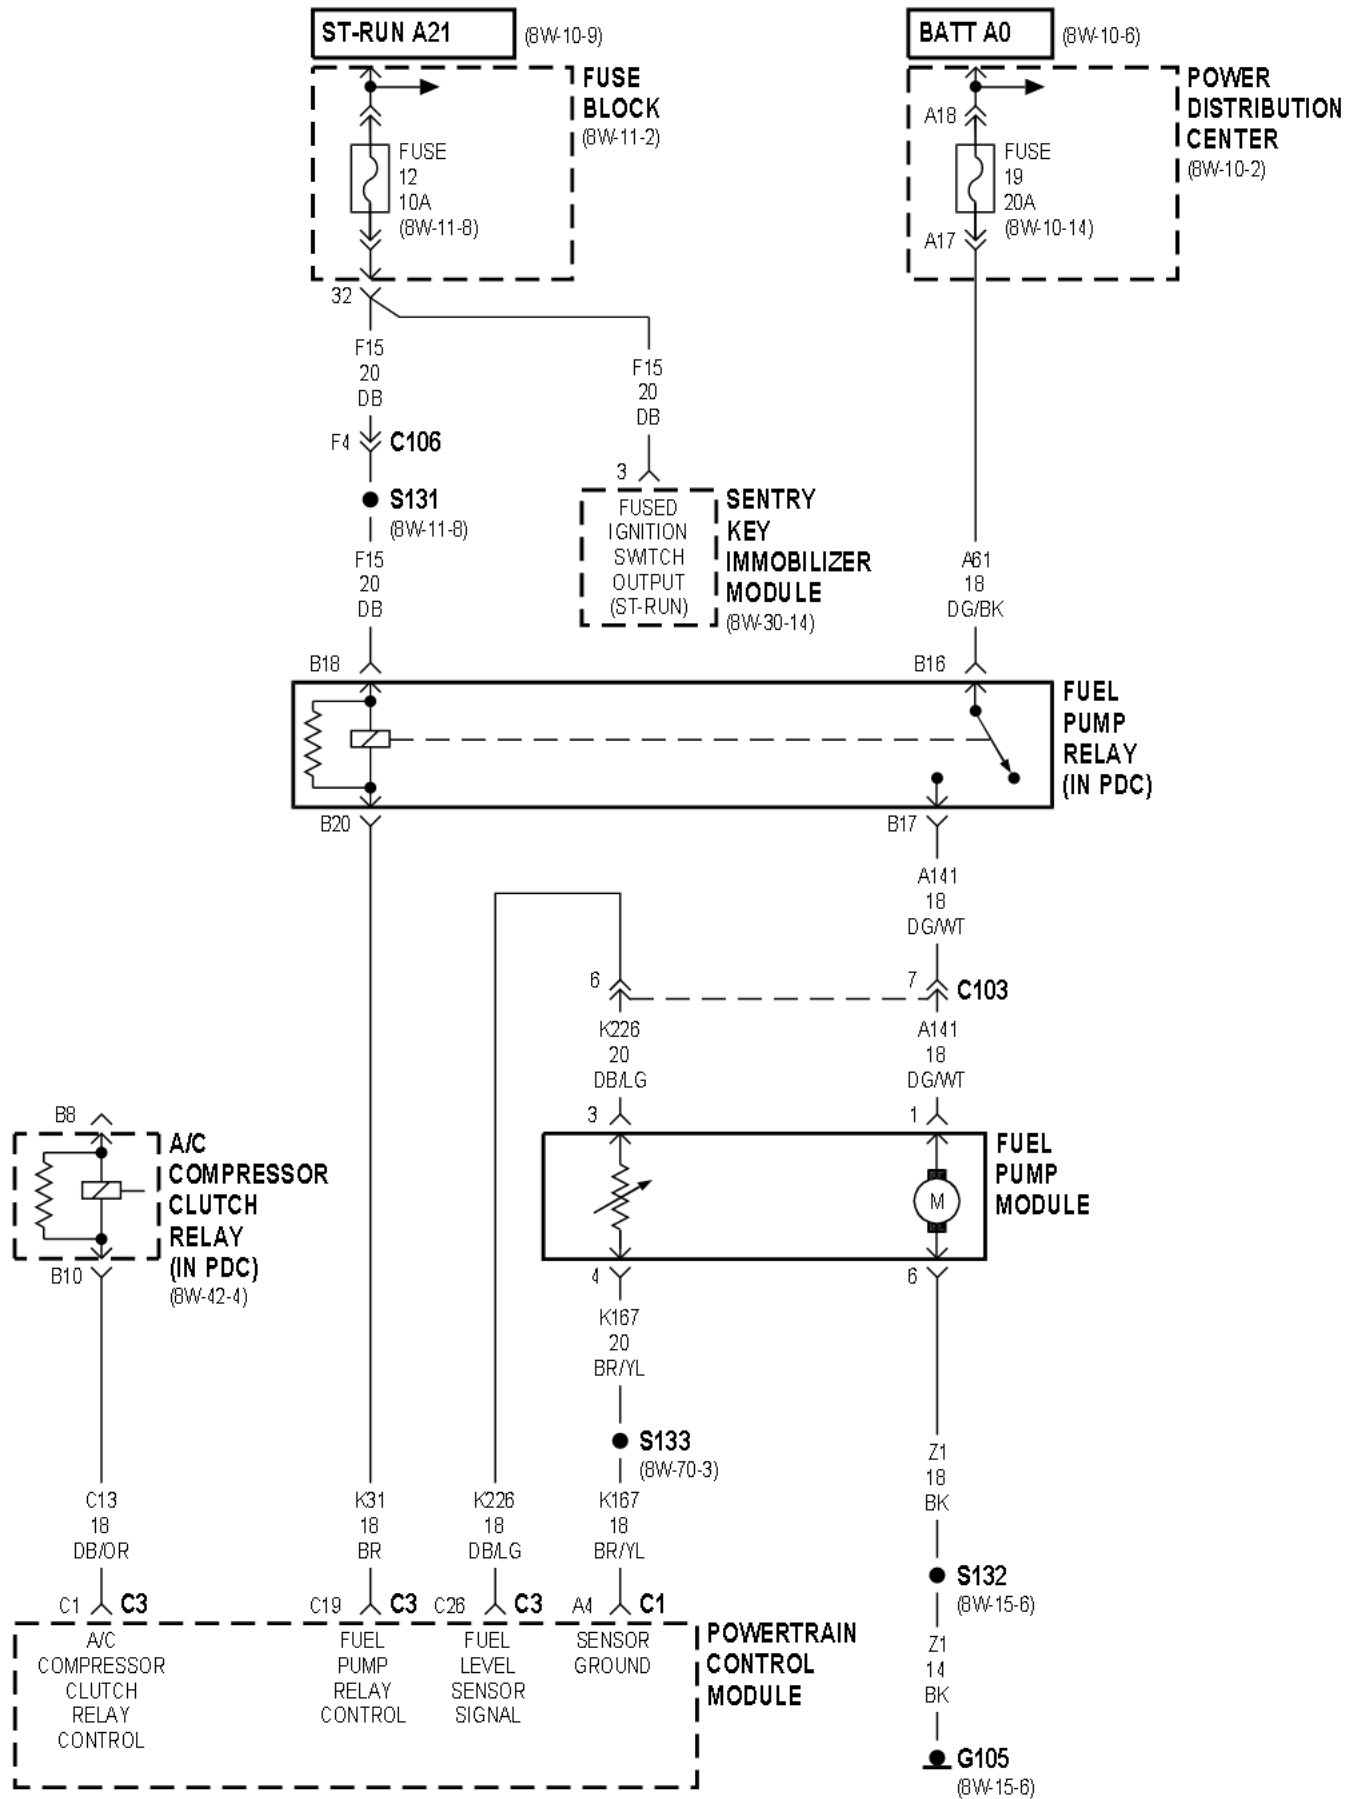 ST-RUN A21
(8W-10-9)
BATT A0
(8W-10-6)
FUSE
BLOCK
(8W-11-2)
FUSE
12
10A
(8W-11-8)
32
POWER
DISTRIBUTION
CENTER
(8W-10-2)
A18
FUSE
19
20A
(8W-10-14)
A17
F15
20
DB
F15
20
DB
F4
C106
S131
(8W-11-8)
F15
20
DB
3
FUSED
IGNITION
SWITCH
OUTPUT
(ST-RUN)
SENTRY
KEY
IMMOBILIZER
MODULE
(8W-30-14)
A61
18
DG/BK
B18
B16
FUEL
PUMP
RELAY
(IN PDC)
B20
B17
A141
18
DG/WT
6
7
C103
K226
20
DB/LG
A141
18
DG/WT
B8
3
1
A/C
COMPRESSOR
CLUTCH
RELAY
(IN PDC)
(8W-42-4)
B10
M
FUEL
PUMP
MODULE
4
6
K167
20
BR/YL
S133
(8W-70-3)
Z1
18
BK
C13
18
DB/OR
K31
18
BR
K226
18
DB/LG
K167
18
BR/YL
S132
(8W-15-6)
C1
C3
C19
C3
C26
C3
A4
C1
A/C
COMPRESSOR
CLUTCH
RELAY
CONTROL
FUEL
PUMP
RELAY
CONTROL
FUEL
LEVEL
SENSOR
SIGNAL
SENSOR
GROUND
POWERTRAIN
CONTROL
MODULE
Z1
14
BK
G105
(8W-15-6)